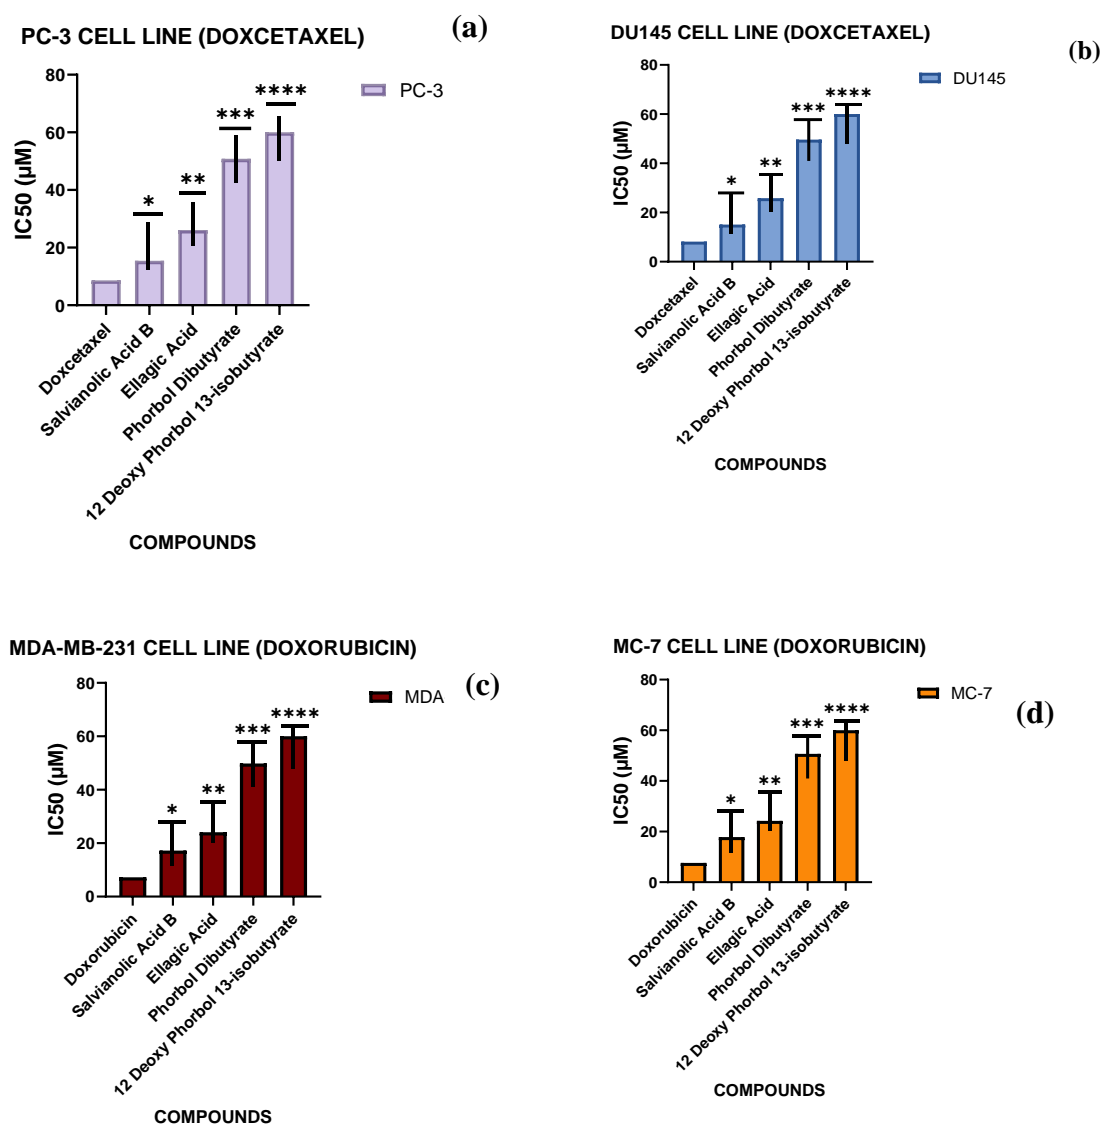 PC-3 CELL LINE (DOXCETAXEL)
(a)
PC-3
IC50 (µM)
80
60
40
20
0
*
**
***
****
Doxcetaxel
Salvianolic Acid B
Ellagic Acid
Phorbol Dibutyrate
12 Deoxy Phorbol 13-isobutyrate
COMPOUNDS
DU145 CELL LINE (DOXCETAXEL)
(b)
DU145
IC50 (µM)
80
60
40
20
0
*
**
***
****
Doxcetaxel
Salvianolic Acid B
Ellagic Acid
Phorbol Dibutyrate
12 Deoxy Phorbol 13-isobutyrate
COMPOUNDS
MDA-MB-231 CELL LINE (DOXORUBICIN)
(c)
MDA
IC50 (µM)
80
60
40
20
0
*
**
***
****
Doxorubicin
Salvianolic Acid B
Ellagic Acid
Phorbol Dibutyrate
12 Deoxy Phorbol 13-isobutyrate
COMPOUNDS
MC-7 CELL LINE (DOXORUBICIN)
(d)
MC-7
IC50 (µM)
80
60
40
20
0
*
**
***
****
Doxorubicin
Salvianolic Acid B
Ellagic Acid
Phorbol Dibutyrate
12 Deoxy Phorbol 13-isobutyrate
COMPOUNDS